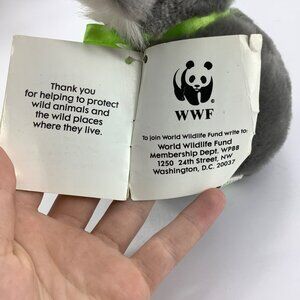 Thank you
for helping to protect
wild animals and
the wild places
where they live.
WWF
To join World Wildlife Fund write to:
World Wildlife Fund
Membership Dept. WP88
1250 24th Street, NW
Washington, D.C. 20037